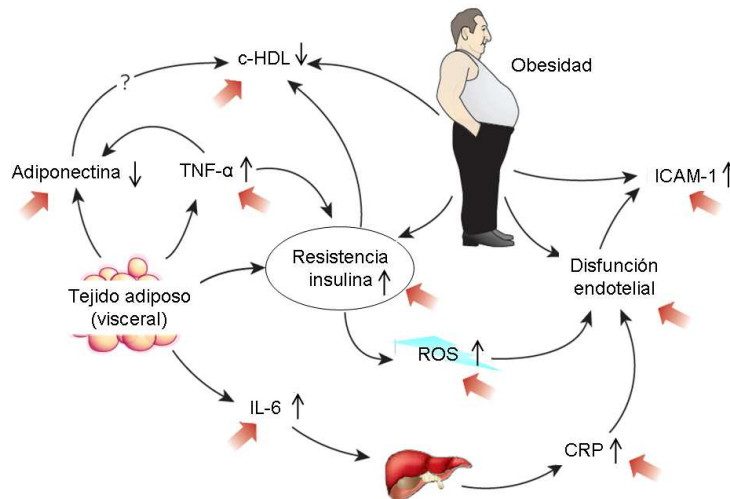 c-HDL ↓
Obesidad
?
Adiponectina ↓
TNF-α ↑
ICAM-1 ↑
Resistencia
insulina ↑
Disfunción
endotelial
Tejido adiposo
(visceral)
ROS ↑
IL-6 ↑
CRP ↑